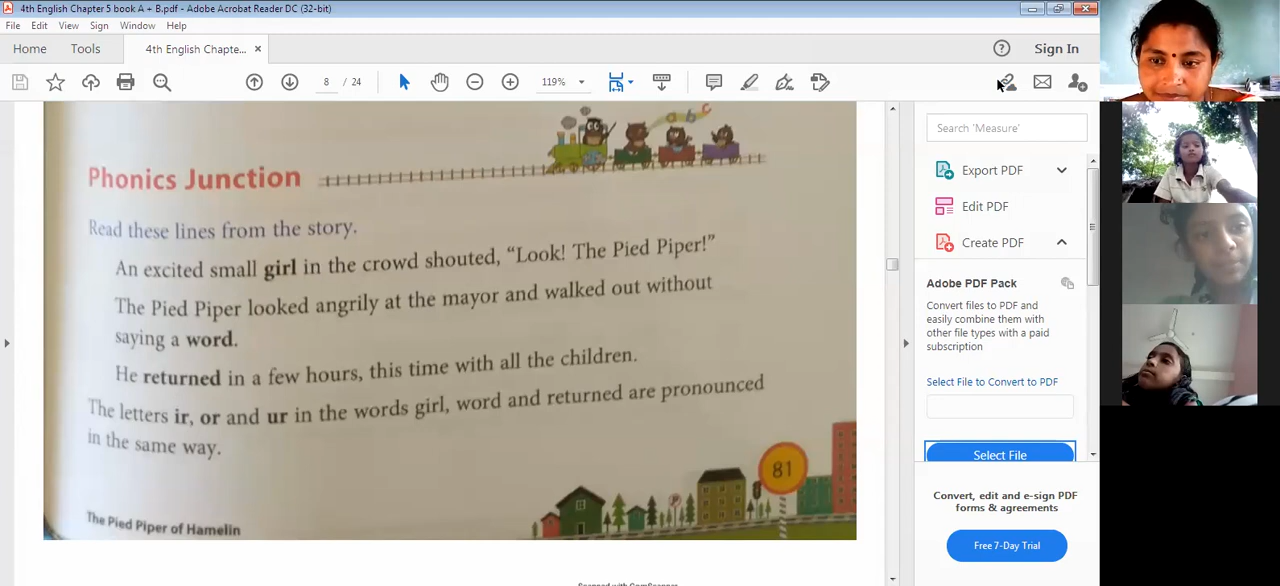 4th English Chapter 5 book A + B.pdf - Adobe Acrobat Reader DC (32-bit)
File Edit View Sign Window Help
Home Tools 4th English Chapte... × Sign In
8 / 24 119%
abc
Phonics Junction
Read these lines from the story.
An excited small girl in the crowd shouted, “Look! The Pied Piper!”
The Pied Piper looked angrily at the mayor and walked out without
saying a word.
He returned in a few hours, this time with all the children.
The letters ir, or and ur in the words girl, word and returned are pronounced
in the same way.
81
The Pied Piper of Hamelin
Scanned with CamScanner
Search 'Measure'
Export PDF
Edit PDF
Create PDF
Adobe PDF Pack
Convert files to PDF and
easily combine them with
other file types with a paid
subscription
Select File to Convert to PDF
Select File
Convert, edit and e-sign PDF
forms & agreements
Free 7-Day Trial